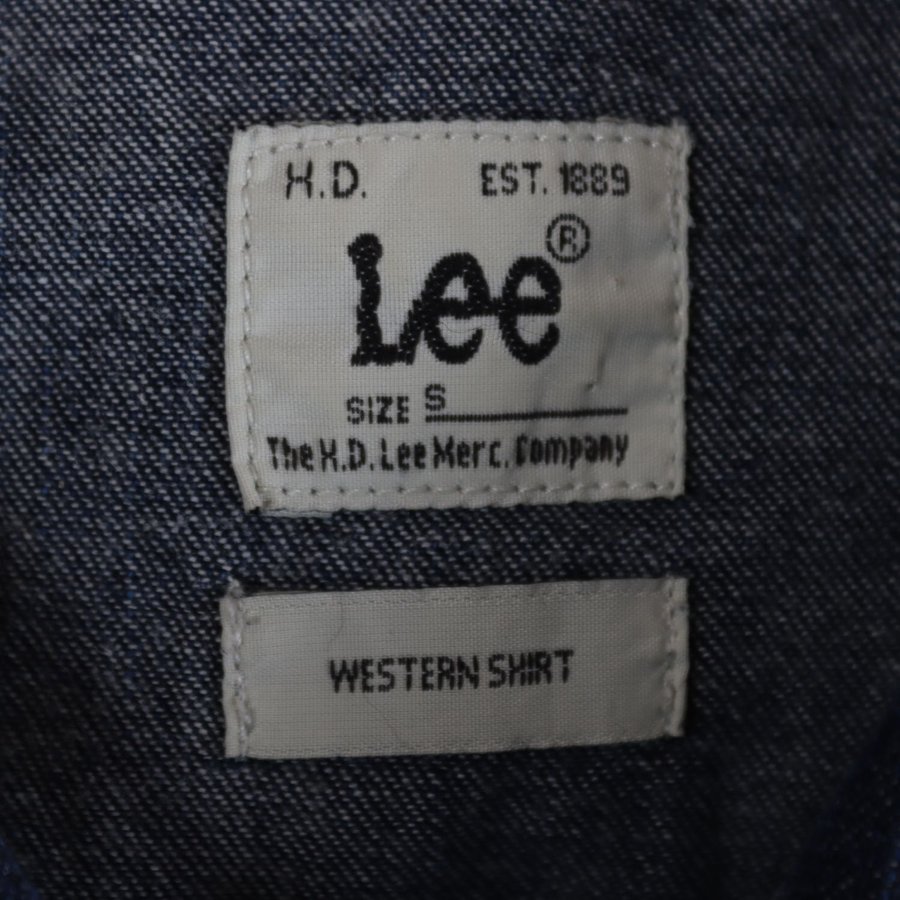 H.D. EST. 1889
Lee®
SIZE S
The H.D. Lee Merc. Company
WESTERN SHIRT